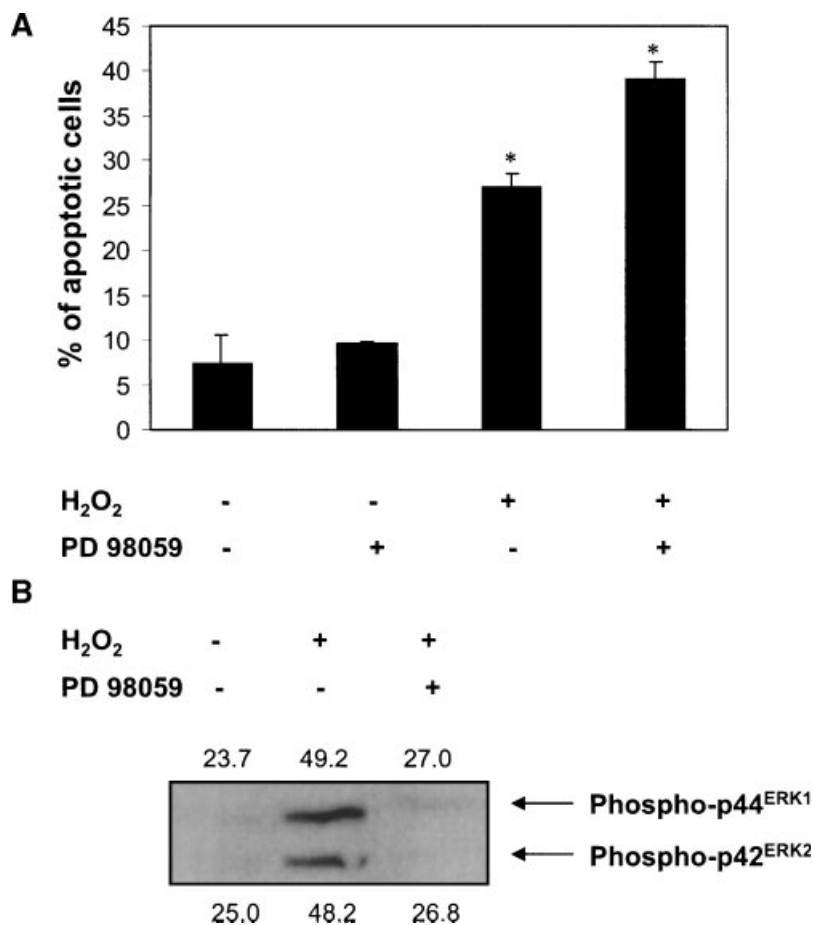 A
% of apoptotic cells
45
40
35
30
25
20
15
10
5
0
*
*
H₂O₂ - - + +
PD 98059 - + - +
B
H₂O₂ - + +
PD 98059 - - +
23.7 49.2 27.0
Phospho-p44ᴱᴿᴷ¹
Phospho-p42ᴱᴿᴷ²
25.0 48.2 26.8